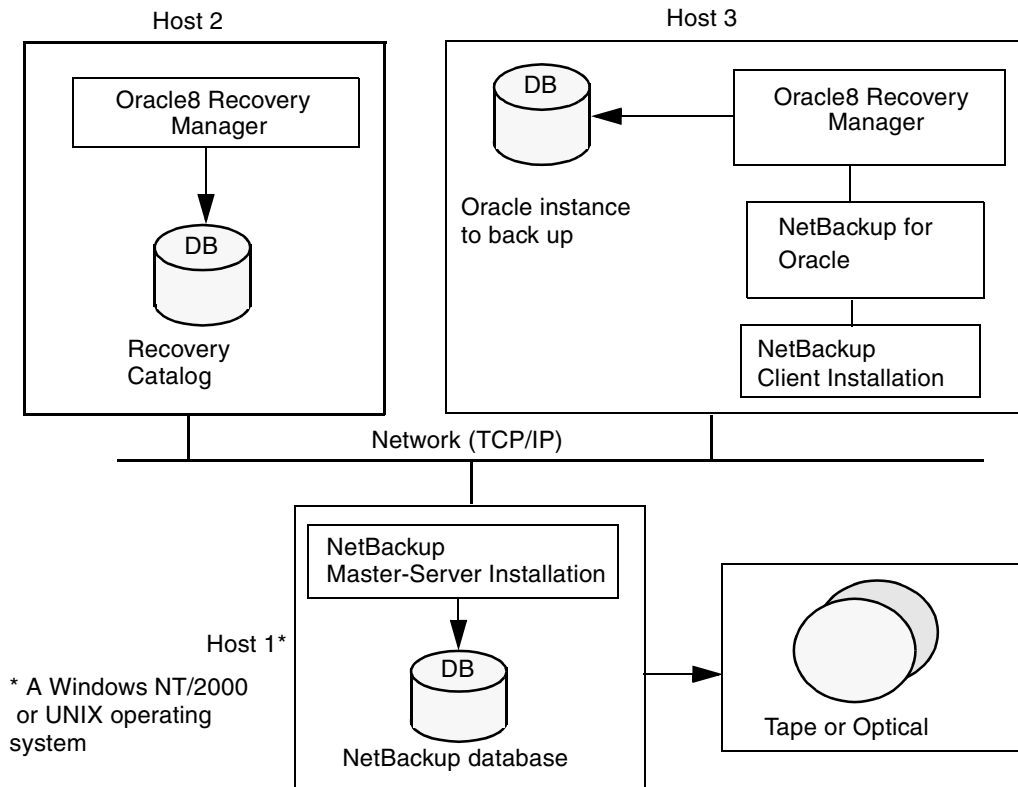 Host 2
Oracle8 Recovery
Manager
DB
Recovery
Catalog
Host 3
DB
Oracle instance
to back up
Oracle8 Recovery
Manager
NetBackup for
Oracle
NetBackup
Client Installation
Network (TCP/IP)
NetBackup
Master-Server Installation
Host 1*
DB
NetBackup database
* A Windows NT/2000
or UNIX operating
system
Tape or Optical